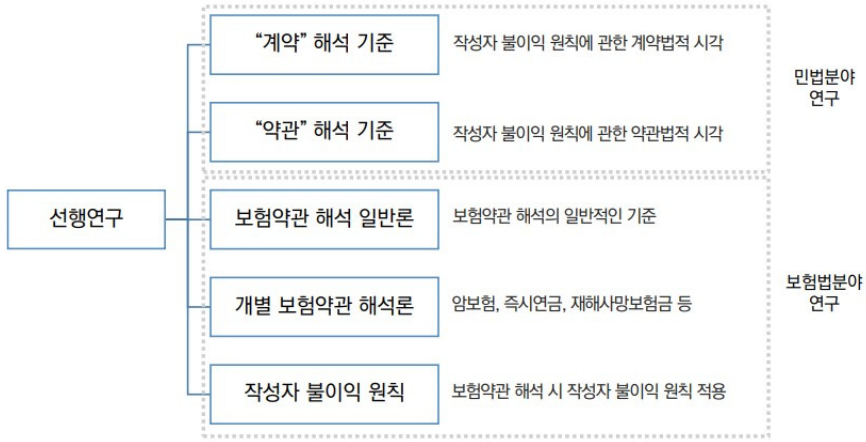 "계약" 해석 기준
작성자 불이익 원칙에 관한 계약법적 시각
민법분야
연구
"약관" 해석 기준
작성자 불이익 원칙에 관한 약관법적 시각
선행연구
보험약관 해석 일반론
보험약관 해석의 일반적인 기준
개별 보험약관 해석론
암보험, 즉시연금, 재해사망보험금 등
보험법분야
연구
작성자 불이익 원칙
보험약관 해석 시 작성자 불이익 원칙 적용